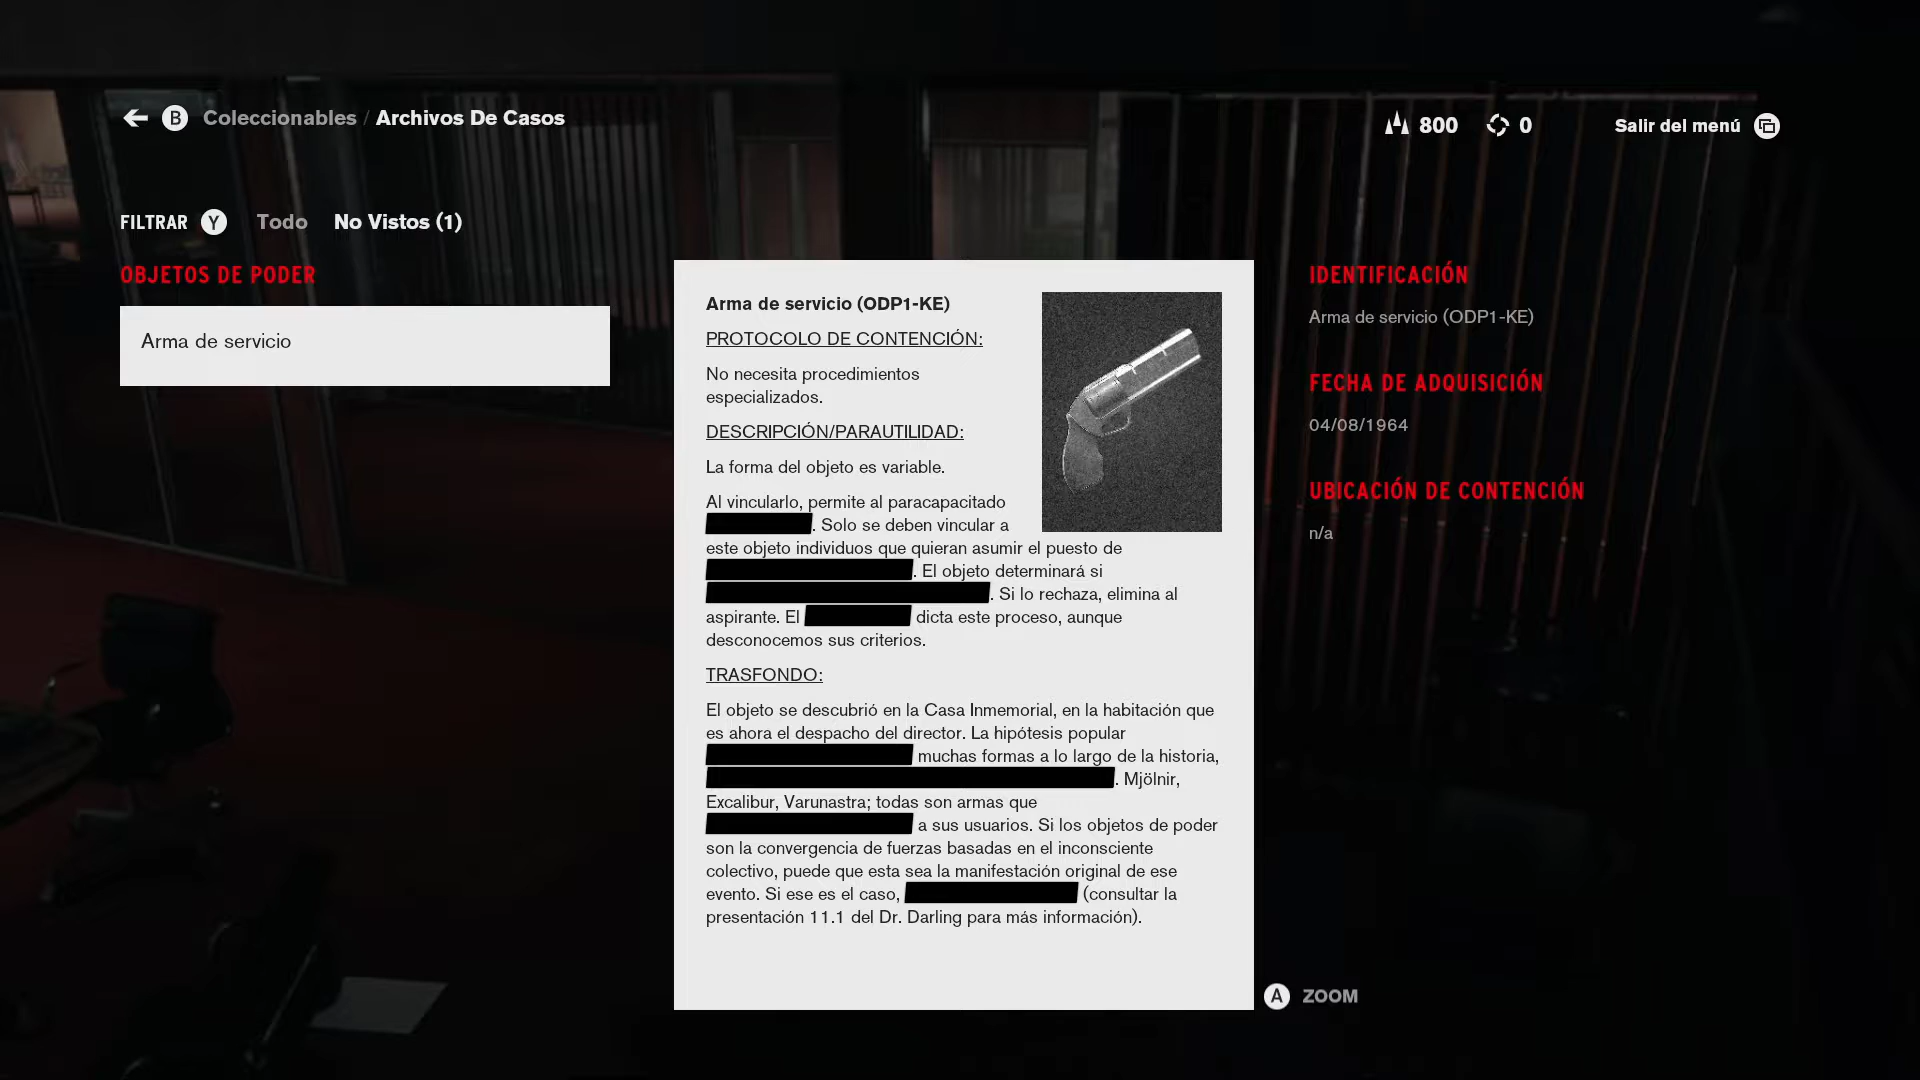 B Coleccionables / Archivos De Casos
800 0 Salir del menú
FILTRAR Y Todo No Vistos (1)
OBJETOS DE PODER
Arma de servicio
Arma de servicio (ODP1-KE)
PROTOCOLO DE CONTENCIÓN:
No necesita procedimientos
especializados.
DESCRIPCIÓN/PARAUTILIDAD:
La forma del objeto es variable.
Al vincularlo, permite al paracapacitado
. Solo se deben vincular a
este objeto individuos que quieran asumir el puesto de
. El objeto determinará si
. Si lo rechaza, elimina al
aspirante. El dicta este proceso, aunque
desconocemos sus criterios.
TRASFONDO:
El objeto se descubrió en la Casa Inmemorial, en la habitación que
es ahora el despacho del director. La hipótesis popular
muchas formas a lo largo de la historia,
. Mjölnir,
Excalibur, Varunastra; todas son armas que
a sus usuarios. Si los objetos de poder
son la convergencia de fuerzas basadas en el inconsciente
colectivo, puede que esta sea la manifestación original de ese
evento. Si ese es el caso, (consultar la
presentación 11.1 del Dr. Darling para más información).
IDENTIFICACIÓN
Arma de servicio (ODP1-KE)
FECHA DE ADQUISICIÓN
04/08/1964
UBICACIÓN DE CONTENCIÓN
n/a
A ZOOM